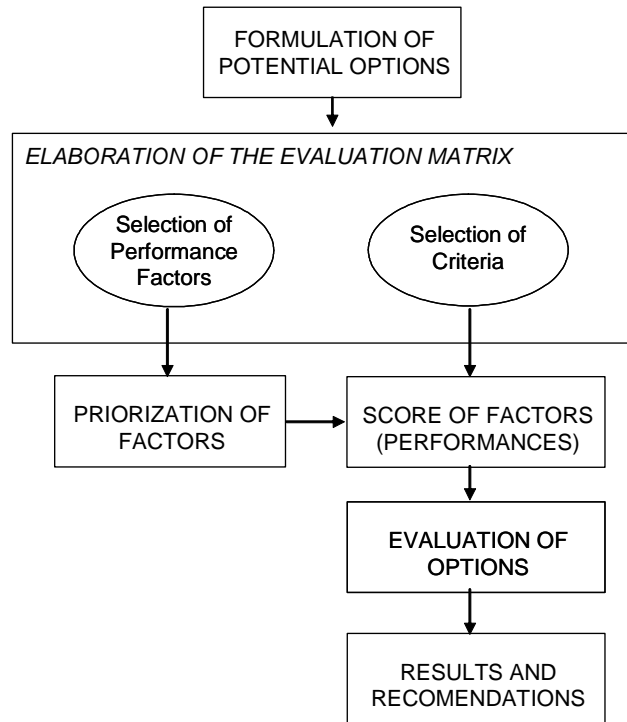 FORMULATION OF
POTENTIAL OPTIONS
ELABORATION OF THE EVALUATION MATRIX
Selection of
Performance
Factors
Selection of
Criteria
PRIORIZATION OF
FACTORS
SCORE OF FACTORS
(PERFORMANCES)
EVALUATION OF
OPTIONS
RESULTS AND
RECOMENDATIONS